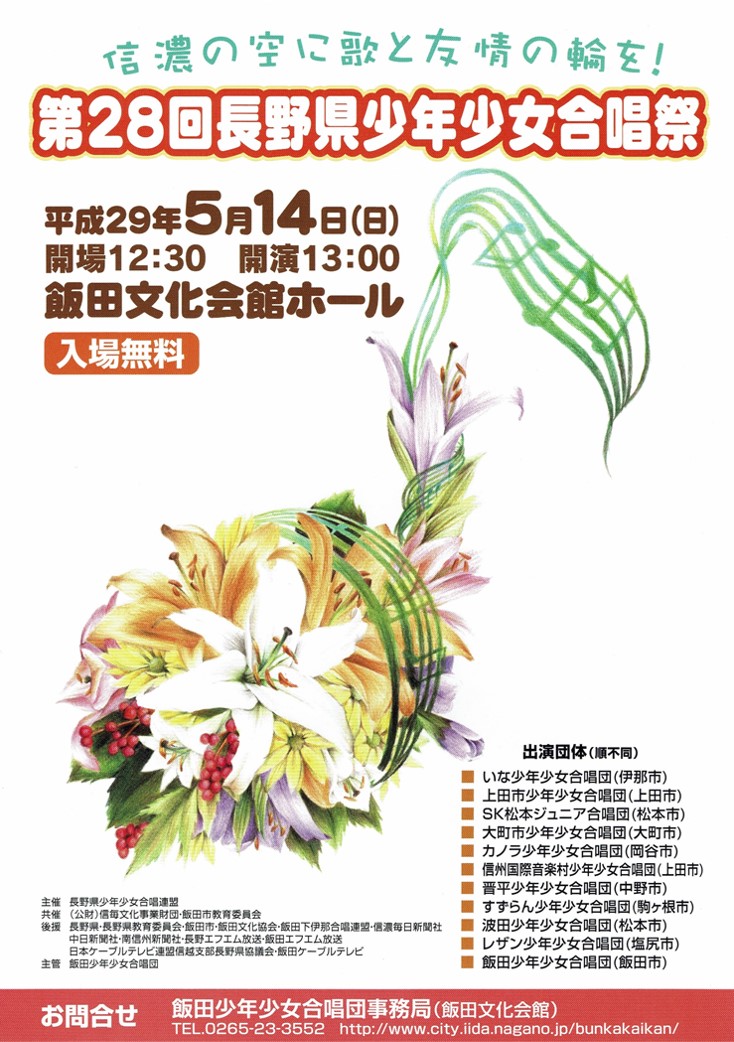 信濃の空に歌と友情の輪を!
第28回長野県少年少女合唱祭
平成29年5月14日(日)
開場12:30 開演13:00
飯田文化会館ホール
入場無料
出演団体(順不同)
■ いな少年少女合唱団(伊那市)
■ 上田市少年少女合唱団(上田市)
■ SK松本ジュニア合唱団(松本市)
■ 大町市少年少女合唱団(大町市)
■ カノラ少年少女合唱団(岡谷市)
■ 信州国際音楽村少年少女合唱団(上田市)
■ 晋平少年少女合唱団(中野市)
■ すずらん少年少女合唱団(駒ヶ根市)
■ 波田少年少女合唱団(松本市)
■ レザン少年少女合唱団(塩尻市)
■ 飯田少年少女合唱団(飯田市)
主催 長野県少年少女合唱連盟
共催 (公財)信毎文化事業財団・飯田市教育委員会
後援 長野県・長野県教育委員会・飯田市・飯田文化協会・飯田下伊那合唱連盟・信濃毎日新聞社
中日新聞社・南信州新聞社・長野エフエム放送・飯田エフエム放送
日本ケーブルテレビ連盟信越支部長野県協議会・飯田ケーブルテレビ
主管 飯田少年少女合唱団
お問合せ 飯田少年少女合唱団事務局(飯田文化会館)
TEL.0265-23-3552 http://www.city.iida.nagano.jp/bunkakaikan/